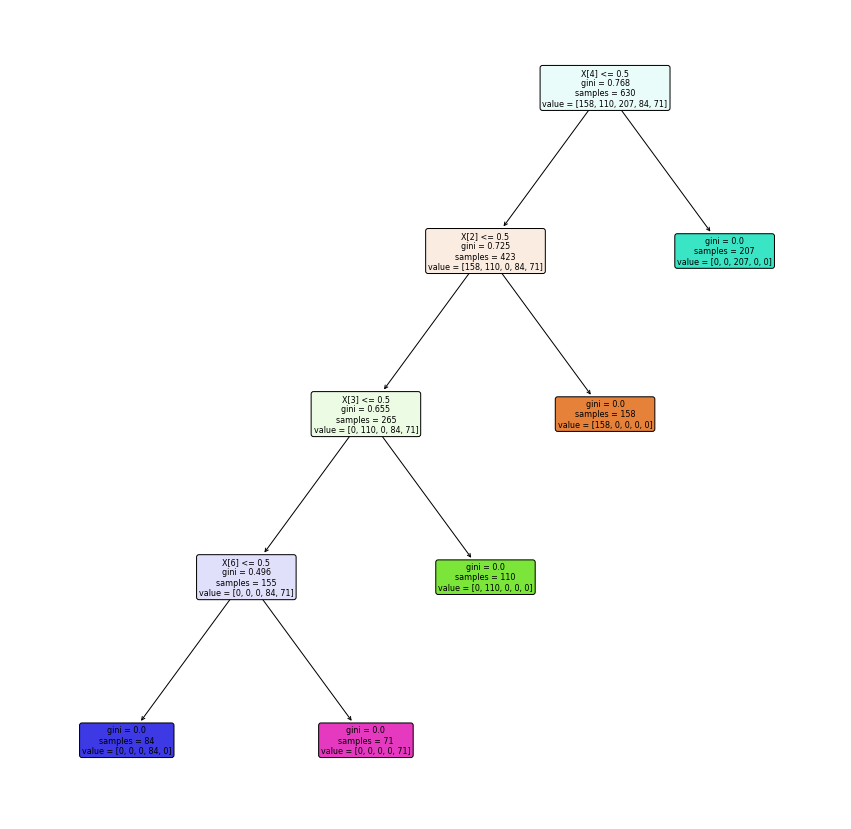 X[4] <= 0.5
gini = 0.768
samples = 630
value = [158, 110, 207, 84, 71]
X[2] <= 0.5
gini = 0.725
samples = 423
value = [158, 110, 0, 84, 71]
gini = 0.0
samples = 207
value = [0, 0, 207, 0, 0]
X[3] <= 0.5
gini = 0.655
samples = 265
value = [0, 110, 0, 84, 71]
gini = 0.0
samples = 158
value = [158, 0, 0, 0, 0]
X[6] <= 0.5
gini = 0.496
samples = 155
value = [0, 0, 0, 84, 71]
gini = 0.0
samples = 110
value = [0, 110, 0, 0, 0]
gini = 0.0
samples = 84
value = [0, 0, 0, 84, 0]
gini = 0.0
samples = 71
value = [0, 0, 0, 0, 71]